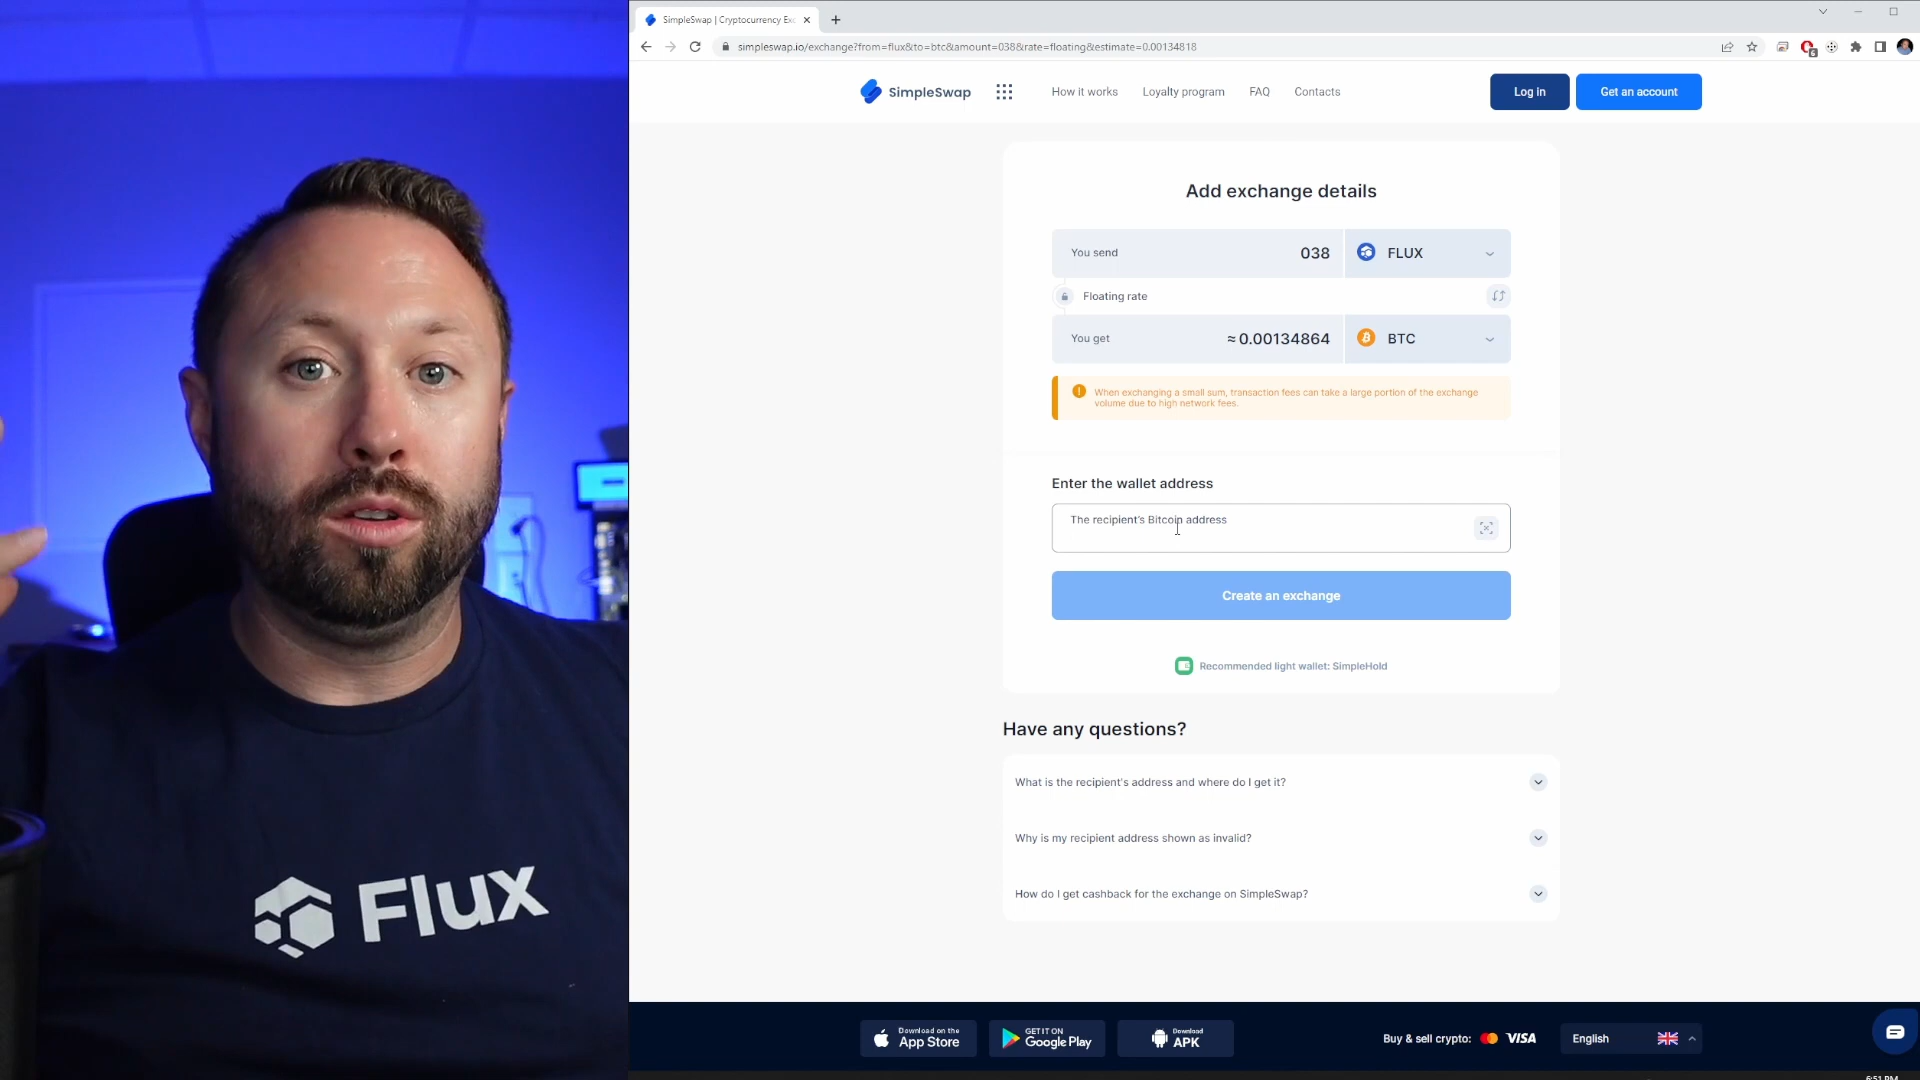 SimpleSwap | Cryptocurrency Exc
simpleswap.io/exchange?from=flux&to=btc&amount=038&rate=floating&estimate=0.00134818
SimpleSwap
How it works
Loyalty program
FAQ
Contacts
Log in
Get an account
Add exchange details
You send
038
FLUX
Floating rate
You get
≈ 0.00134864
BTC
When exchanging a small sum, transaction fees can take a large portion of the exchange
volume due to high network fees.
Enter the wallet address
The recipient's Bitcoin address
Create an exchange
Recommended light wallet: SimpleHold
Have any questions?
What is the recipient's address and where do I get it?
Why is my recipient address shown as invalid?
How do I get cashback for the exchange on SimpleSwap?
Flux
Download on the
App Store
GET IT ON
Google Play
Download
APK
Buy & sell crypto:
VISA
English